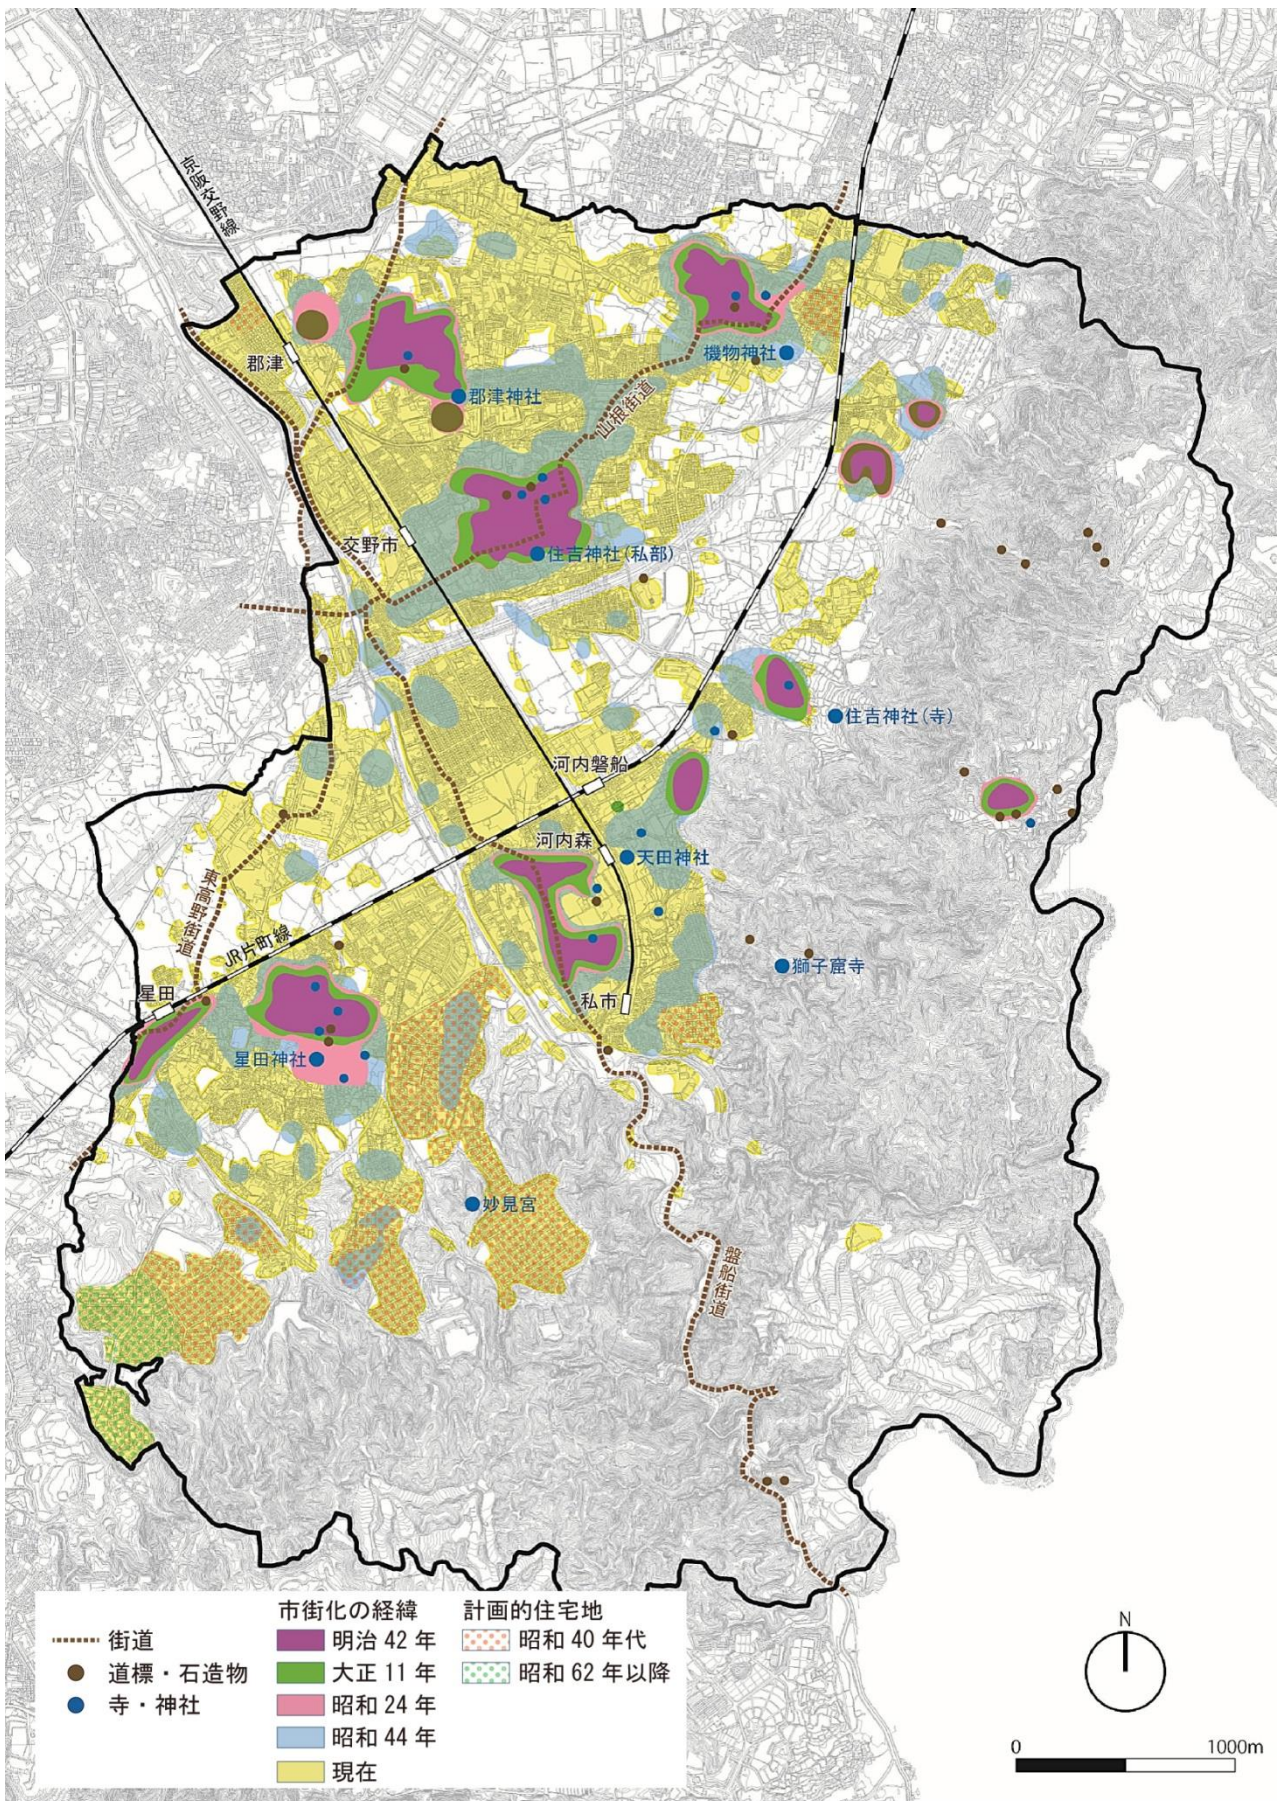 京阪交野線
郡津
機物神社
郡津神社
山根街道
交野市
住吉神社(私部)
住吉神社(寺)
河内磐船
河内森
天田神社
東高野街道
JR片町線
獅子窟寺
星田
私市
星田神社
妙見宮
磐船街道
街道
道標・石造物
寺・神社
市街化の経緯
明治 42 年
大正 11 年
昭和 24 年
昭和 44 年
現在
計画的住宅地
昭和 40 年代
昭和 62 年以降
N
0 1000m